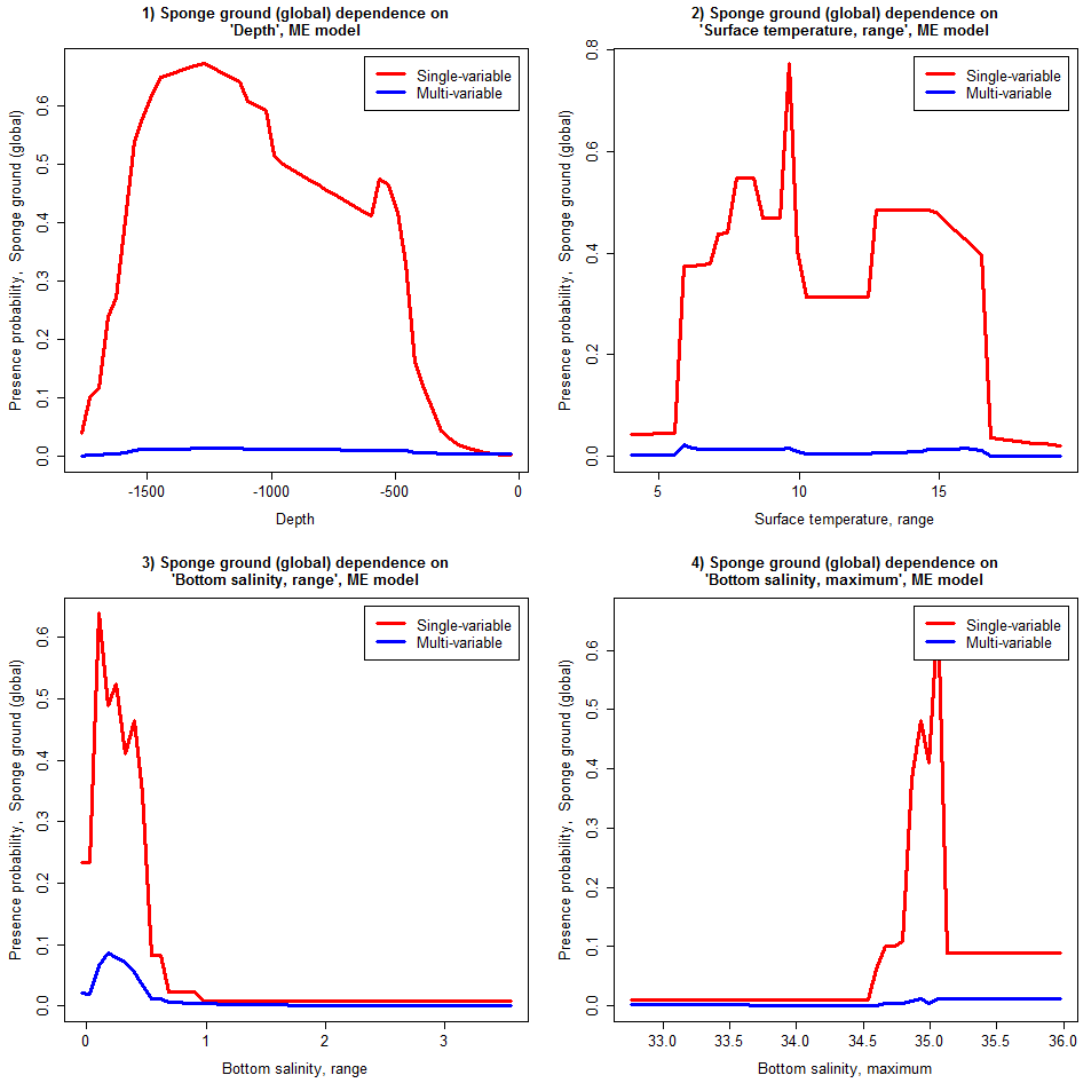 1) Sponge ground (global) dependence on
'Depth', ME model
Single-variable
Multi-variable
Presence probability, Sponge ground (global)
0.0
0.1
0.2
0.3
0.4
0.5
0.6
-1500
-1000
-500
0
Depth
2) Sponge ground (global) dependence on
'Surface temperature, range', ME model
Single-variable
Multi-variable
Presence probability, Sponge ground (global)
0.0
0.2
0.4
0.6
0.8
5
10
15
Surface temperature, range
3) Sponge ground (global) dependence on
'Bottom salinity, range', ME model
Single-variable
Multi-variable
Presence probability, Sponge ground (global)
0.0
0.1
0.2
0.3
0.4
0.5
0.6
0
1
2
3
Bottom salinity, range
4) Sponge ground (global) dependence on
'Bottom salinity, maximum', ME model
Single-variable
Multi-variable
Presence probability, Sponge ground (global)
0.0
0.1
0.2
0.3
0.4
0.5
0.6
33.0
33.5
34.0
34.5
35.0
35.5
36.0
Bottom salinity, maximum